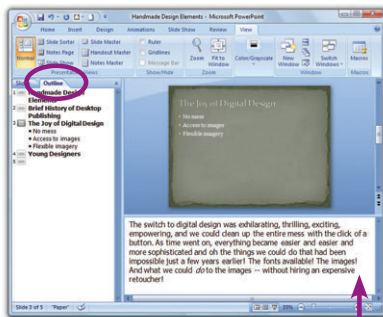 Handmade Design Elements - Microsoft PowerPoint
Home Insert Design Animations Slide Show Review View
Normal
Slide Sorter
Notes Page
Slide Show
Slide Master
Handout Master
Notes Master
Presentation Views
Ruler
Gridlines
Message Bar
Show/Hide
Zoom
Fit to Window
Zoom
Color/Grayscale
New Window
Switch Windows
Window
Macros
Macros
Outline
1 Handmade Design
Elements
2 Brief History of Desktop
Publishing
3 The Joy of Digital Design
• No mess
• Access to images
• Flexible imagery
4 Young Designers
5
The Joy of Digital Design
• No mess
• Access to images
• Flexible imagery
The switch to digital design was exhilarating, thrilling, exciting,
empowering, and we could clean up the entire mess with the click of a
button. As time went on, everything became easier and easier and
more sophisticated and oh the things we could do that had been
impossible just a few years earlier! The fonts available! The images!
And what we could do to the images -- without hiring an expensive
retoucher!
Slide 3 of 5 "Paper"